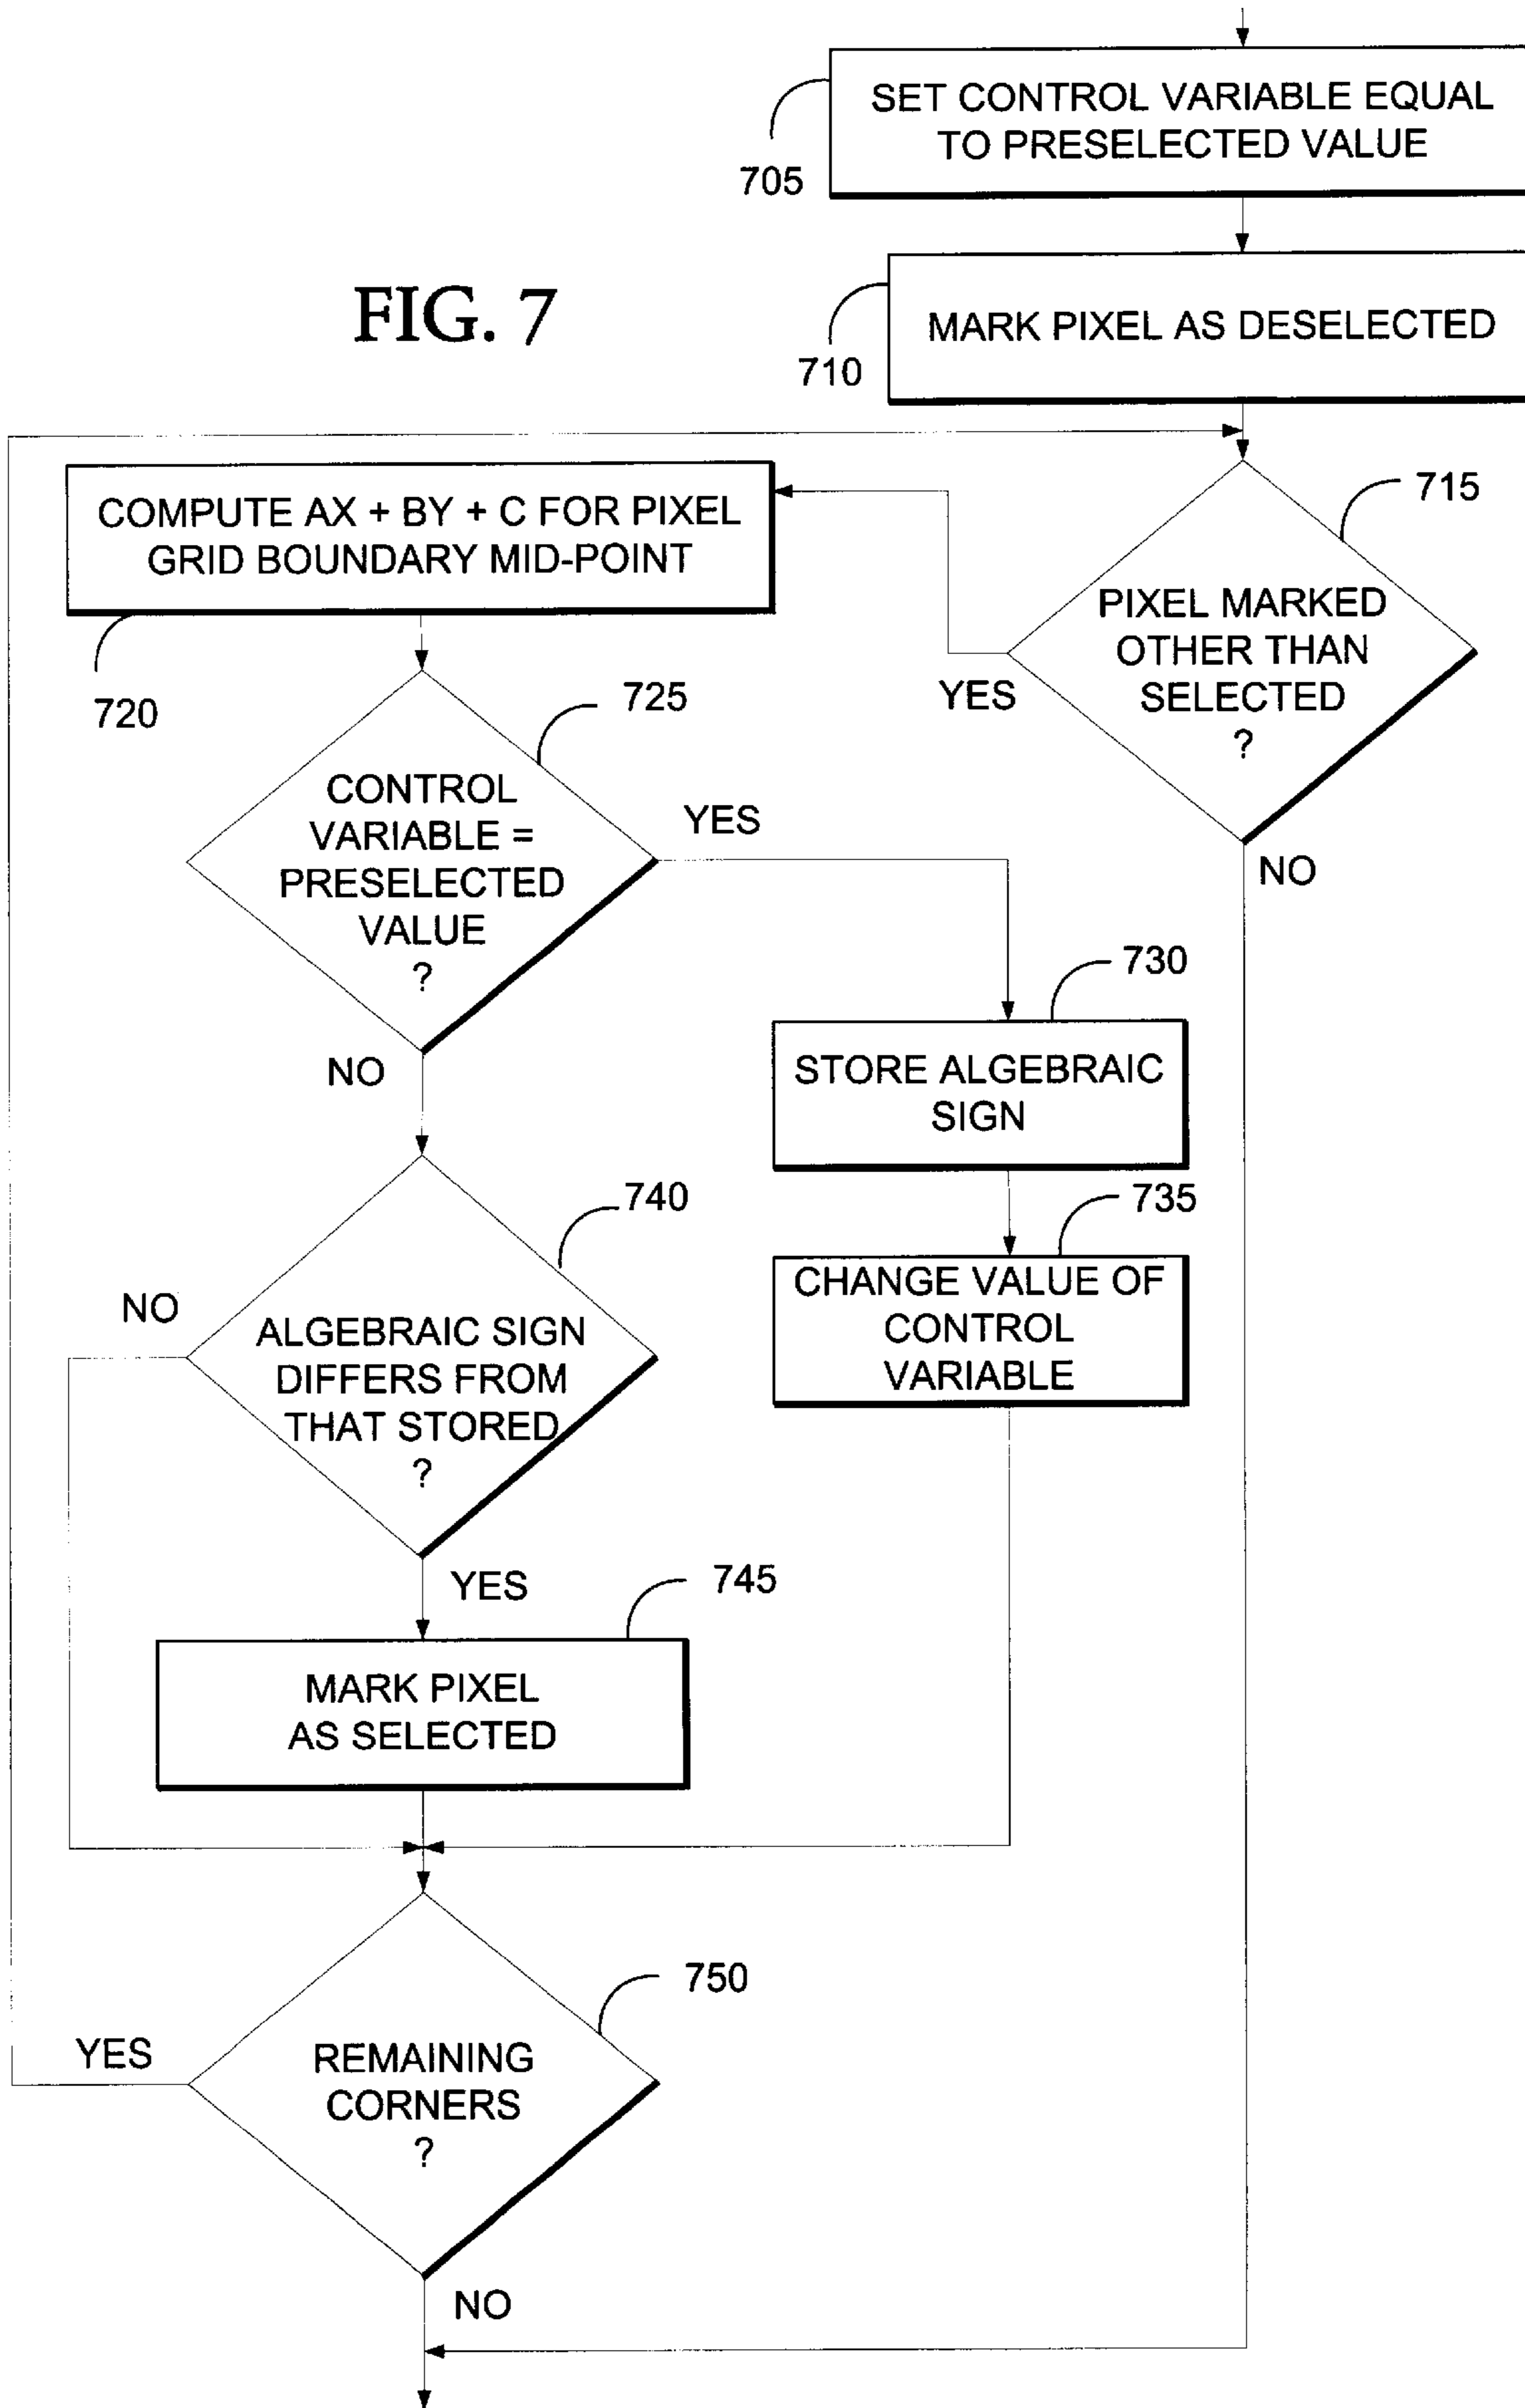 SET CONTROL VARIABLE EQUAL
TO PRESELECTED VALUE
705
FIG. 7
MARK PIXEL AS DESELECTED
710
COMPUTE AX + BY + C FOR PIXEL
GRID BOUNDARY MID-POINT
720
715
PIXEL MARKED
OTHER THAN
SELECTED
?
YES
NO
725
CONTROL
VARIABLE =
PRESELECTED
VALUE
?
YES
NO
730
STORE ALGEBRAIC
SIGN
735
CHANGE VALUE OF
CONTROL
VARIABLE
740
NO
ALGEBRAIC SIGN
DIFFERS FROM
THAT STORED
?
YES
745
MARK PIXEL
AS SELECTED
750
YES
REMAINING
CORNERS
?
NO